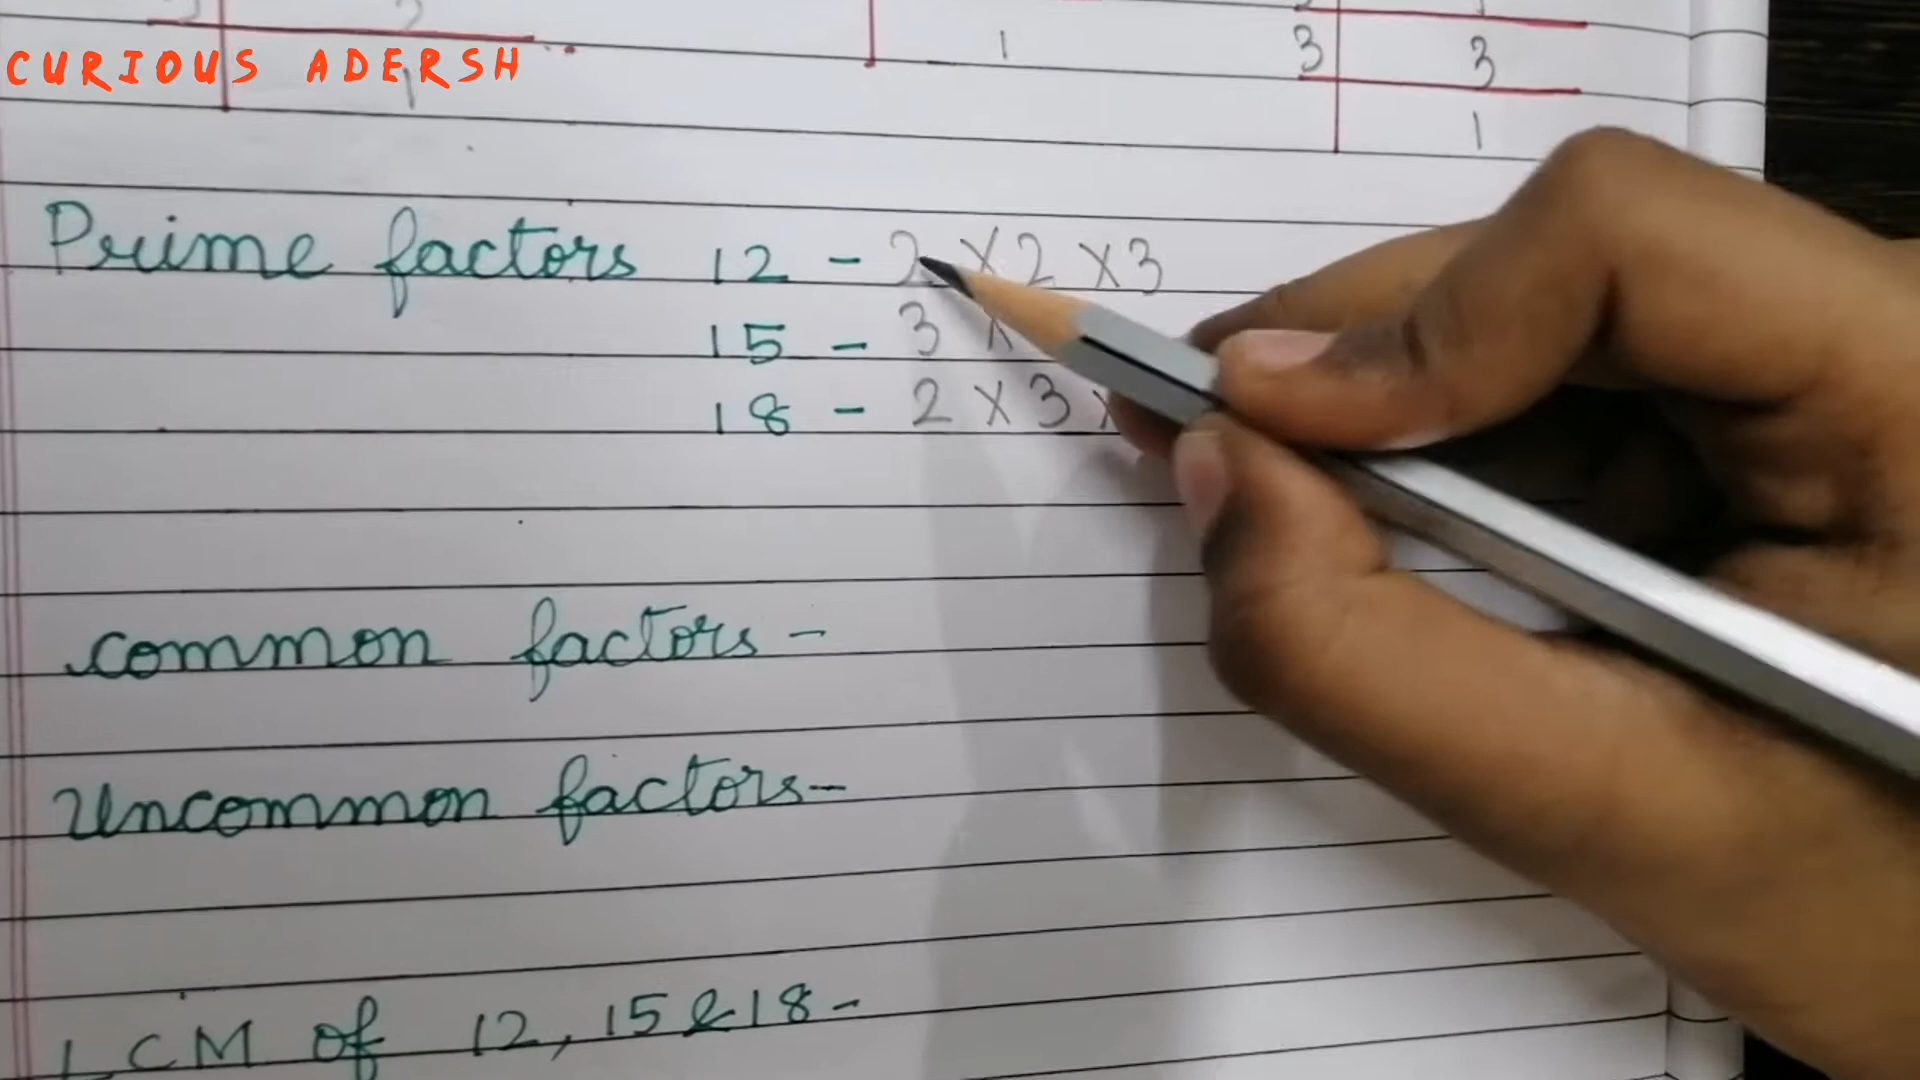 3 3
CURIOUS ADERSH
1
1
1
Prime factors 12 - 2 × 2 × 3
15 - 3 ×
18 - 2 × 3 ×
common factors -
Uncommon factors -
LCM of 12, 15 & 18 -